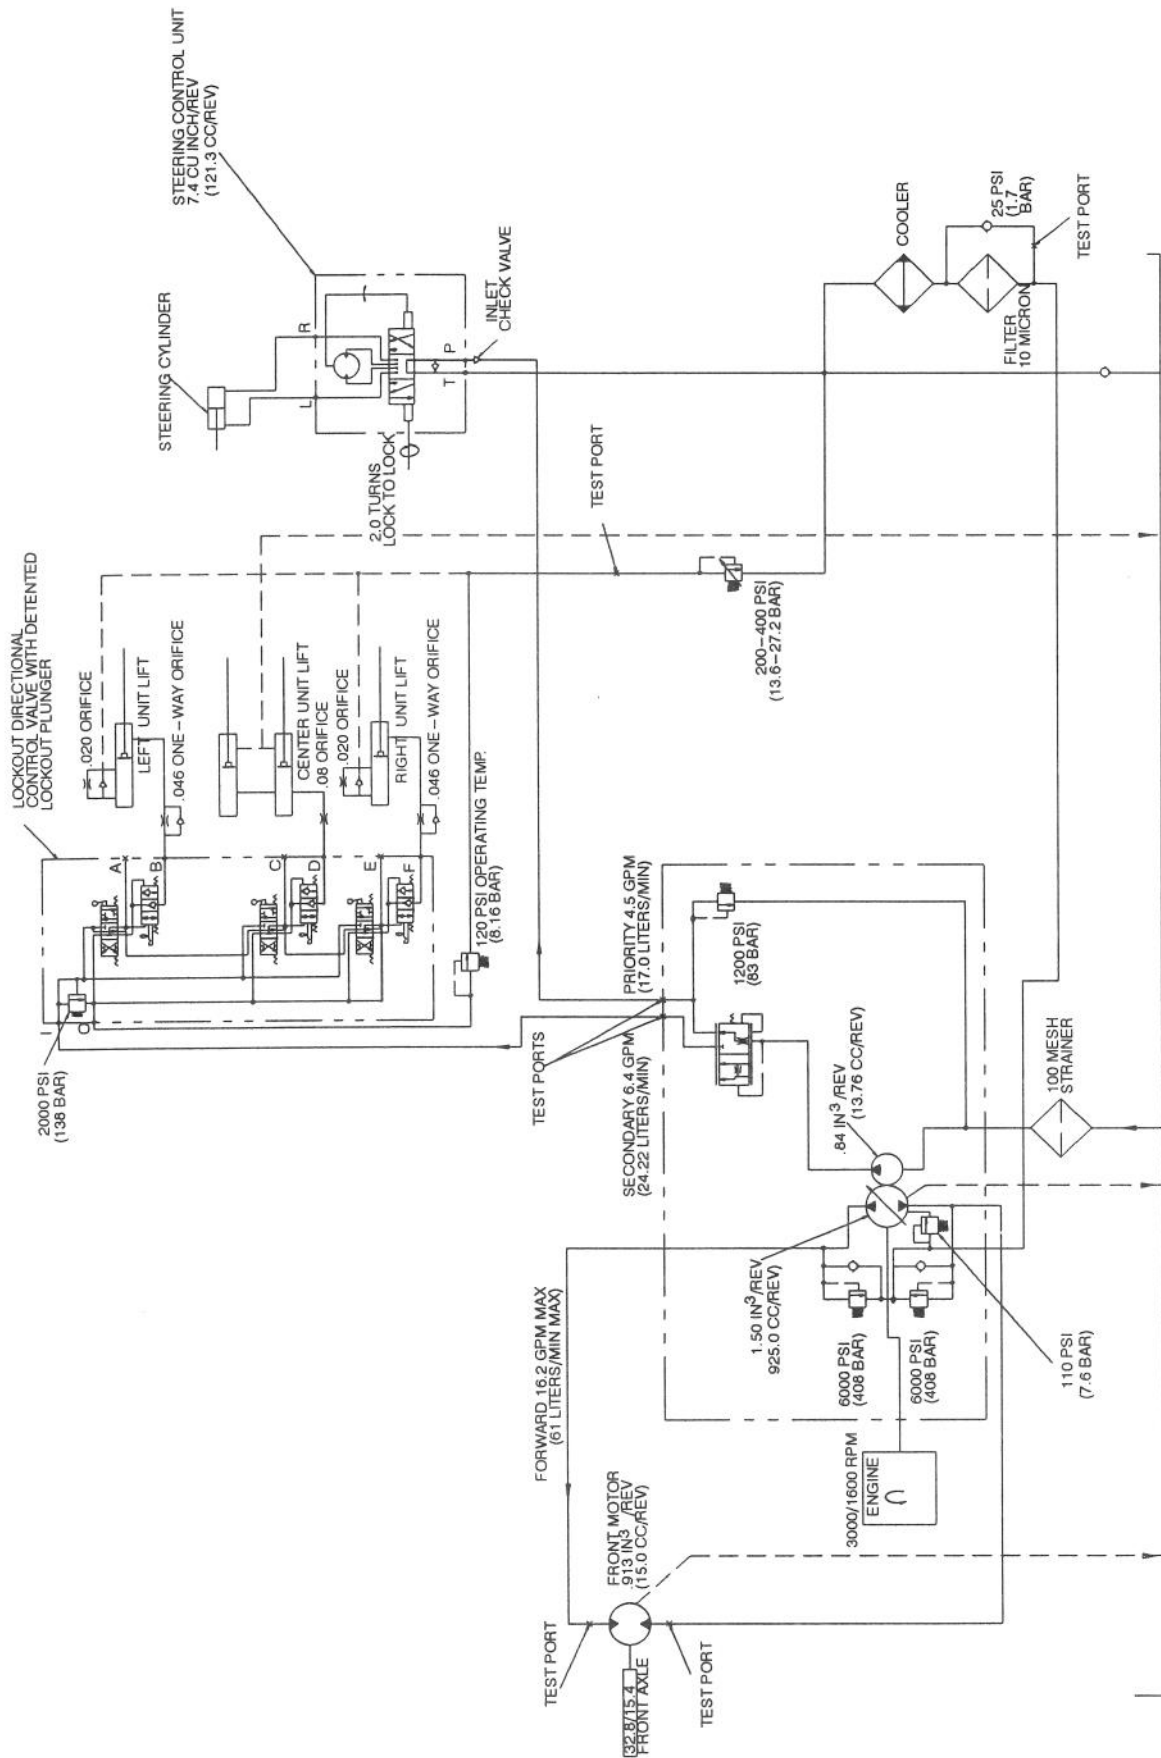 STEERING CONTROL UNIT
7.4 CU INCH/REV
(121.3 CC/REV)
STEERING CYLINDER
L
R
T
P
INLET
CHECK VALVE
2.0 TURNS
LOCK TO LOCK
COOLER
25 PSI
(1.7
BAR)
TEST PORT
FILTER
10 MICRON
LOCKOUT DIRECTIONAL
CONTROL VALVE WITH DETENTED
LOCKOUT PLUNGER
.020 ORIFICE
LEFT UNIT LIFT
.046 ONE-WAY ORIFICE
CENTER UNIT LIFT
.08 ORIFICE
.020 ORIFICE
RIGHT UNIT LIFT
.046 ONE-WAY ORIFICE
A
B
C
D
E
F
I
O
2000 PSI
(138 BAR)
120 PSI OPERATING TEMP.
(8.16 BAR)
TEST PORT
200-400 PSI
(13.6-27.2 BAR)
TEST PORTS
SECONDARY 6.4 GPM
(24.22 LITERS/MIN)
PRIORITY 4.5 GPM
(17.0 LITERS/MIN)
1200 PSI
(83 BAR)
.84 IN³/REV
(13.76 CC/REV)
100 MESH
STRAINER
FORWARD 16.2 GPM MAX
(61 LITERS/MIN MAX)
1.50 IN³/REV
925.0 CC/REV)
6000 PSI
(408 BAR)
6000 PSI
(408 BAR)
110 PSI
(7.6 BAR)
3000/1600 RPM
ENGINE
FRONT MOTOR
.913 IN³/REV
(15.0 CC/REV)
TEST PORT
32.8/15.4
FRONT AXLE
TEST PORT